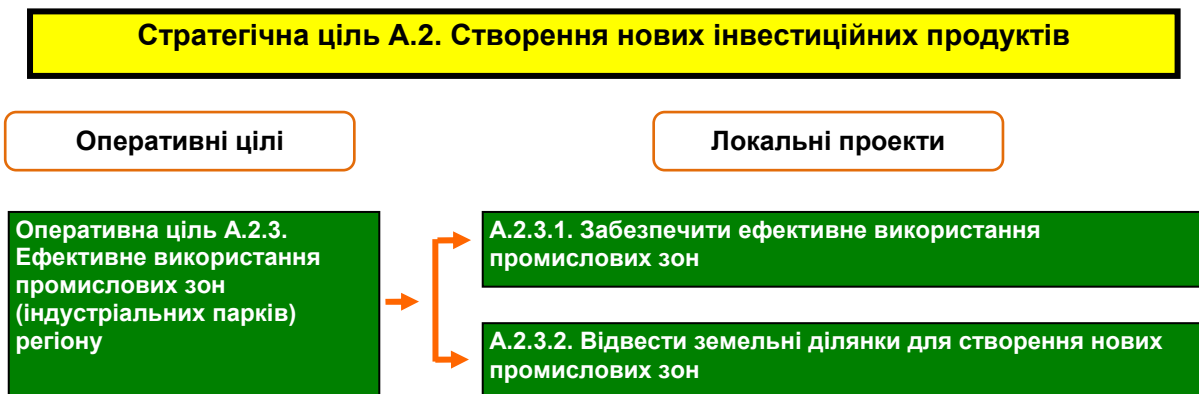 Стратегічна ціль А.2. Створення нових інвестиційних продуктів
Оперативні цілі
Локальні проекти
Оперативна ціль А.2.3.
Ефективне використання
промислових зон
(індустріальних парків)
регіону
А.2.3.1. Забезпечити ефективне використання
промислових зон
А.2.3.2. Відвести земельні ділянки для створення нових
промислових зон